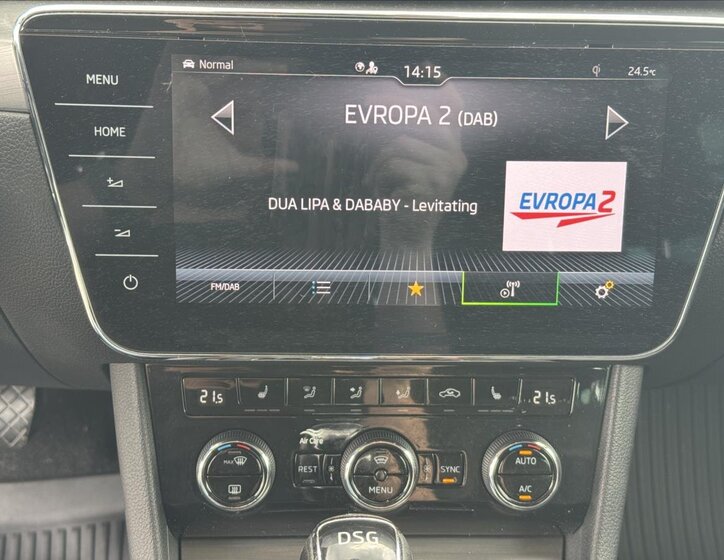 Normal
14:15
24.5°C
MENU
EVROPA 2 (DAB)
HOME
DUA LIPA & DABABY - Levitating
EVROPA2
FM/DAB
21.5
21.5
Air Care
MAX
REST
SYNC
AUTO
MENU
A/C
DSG